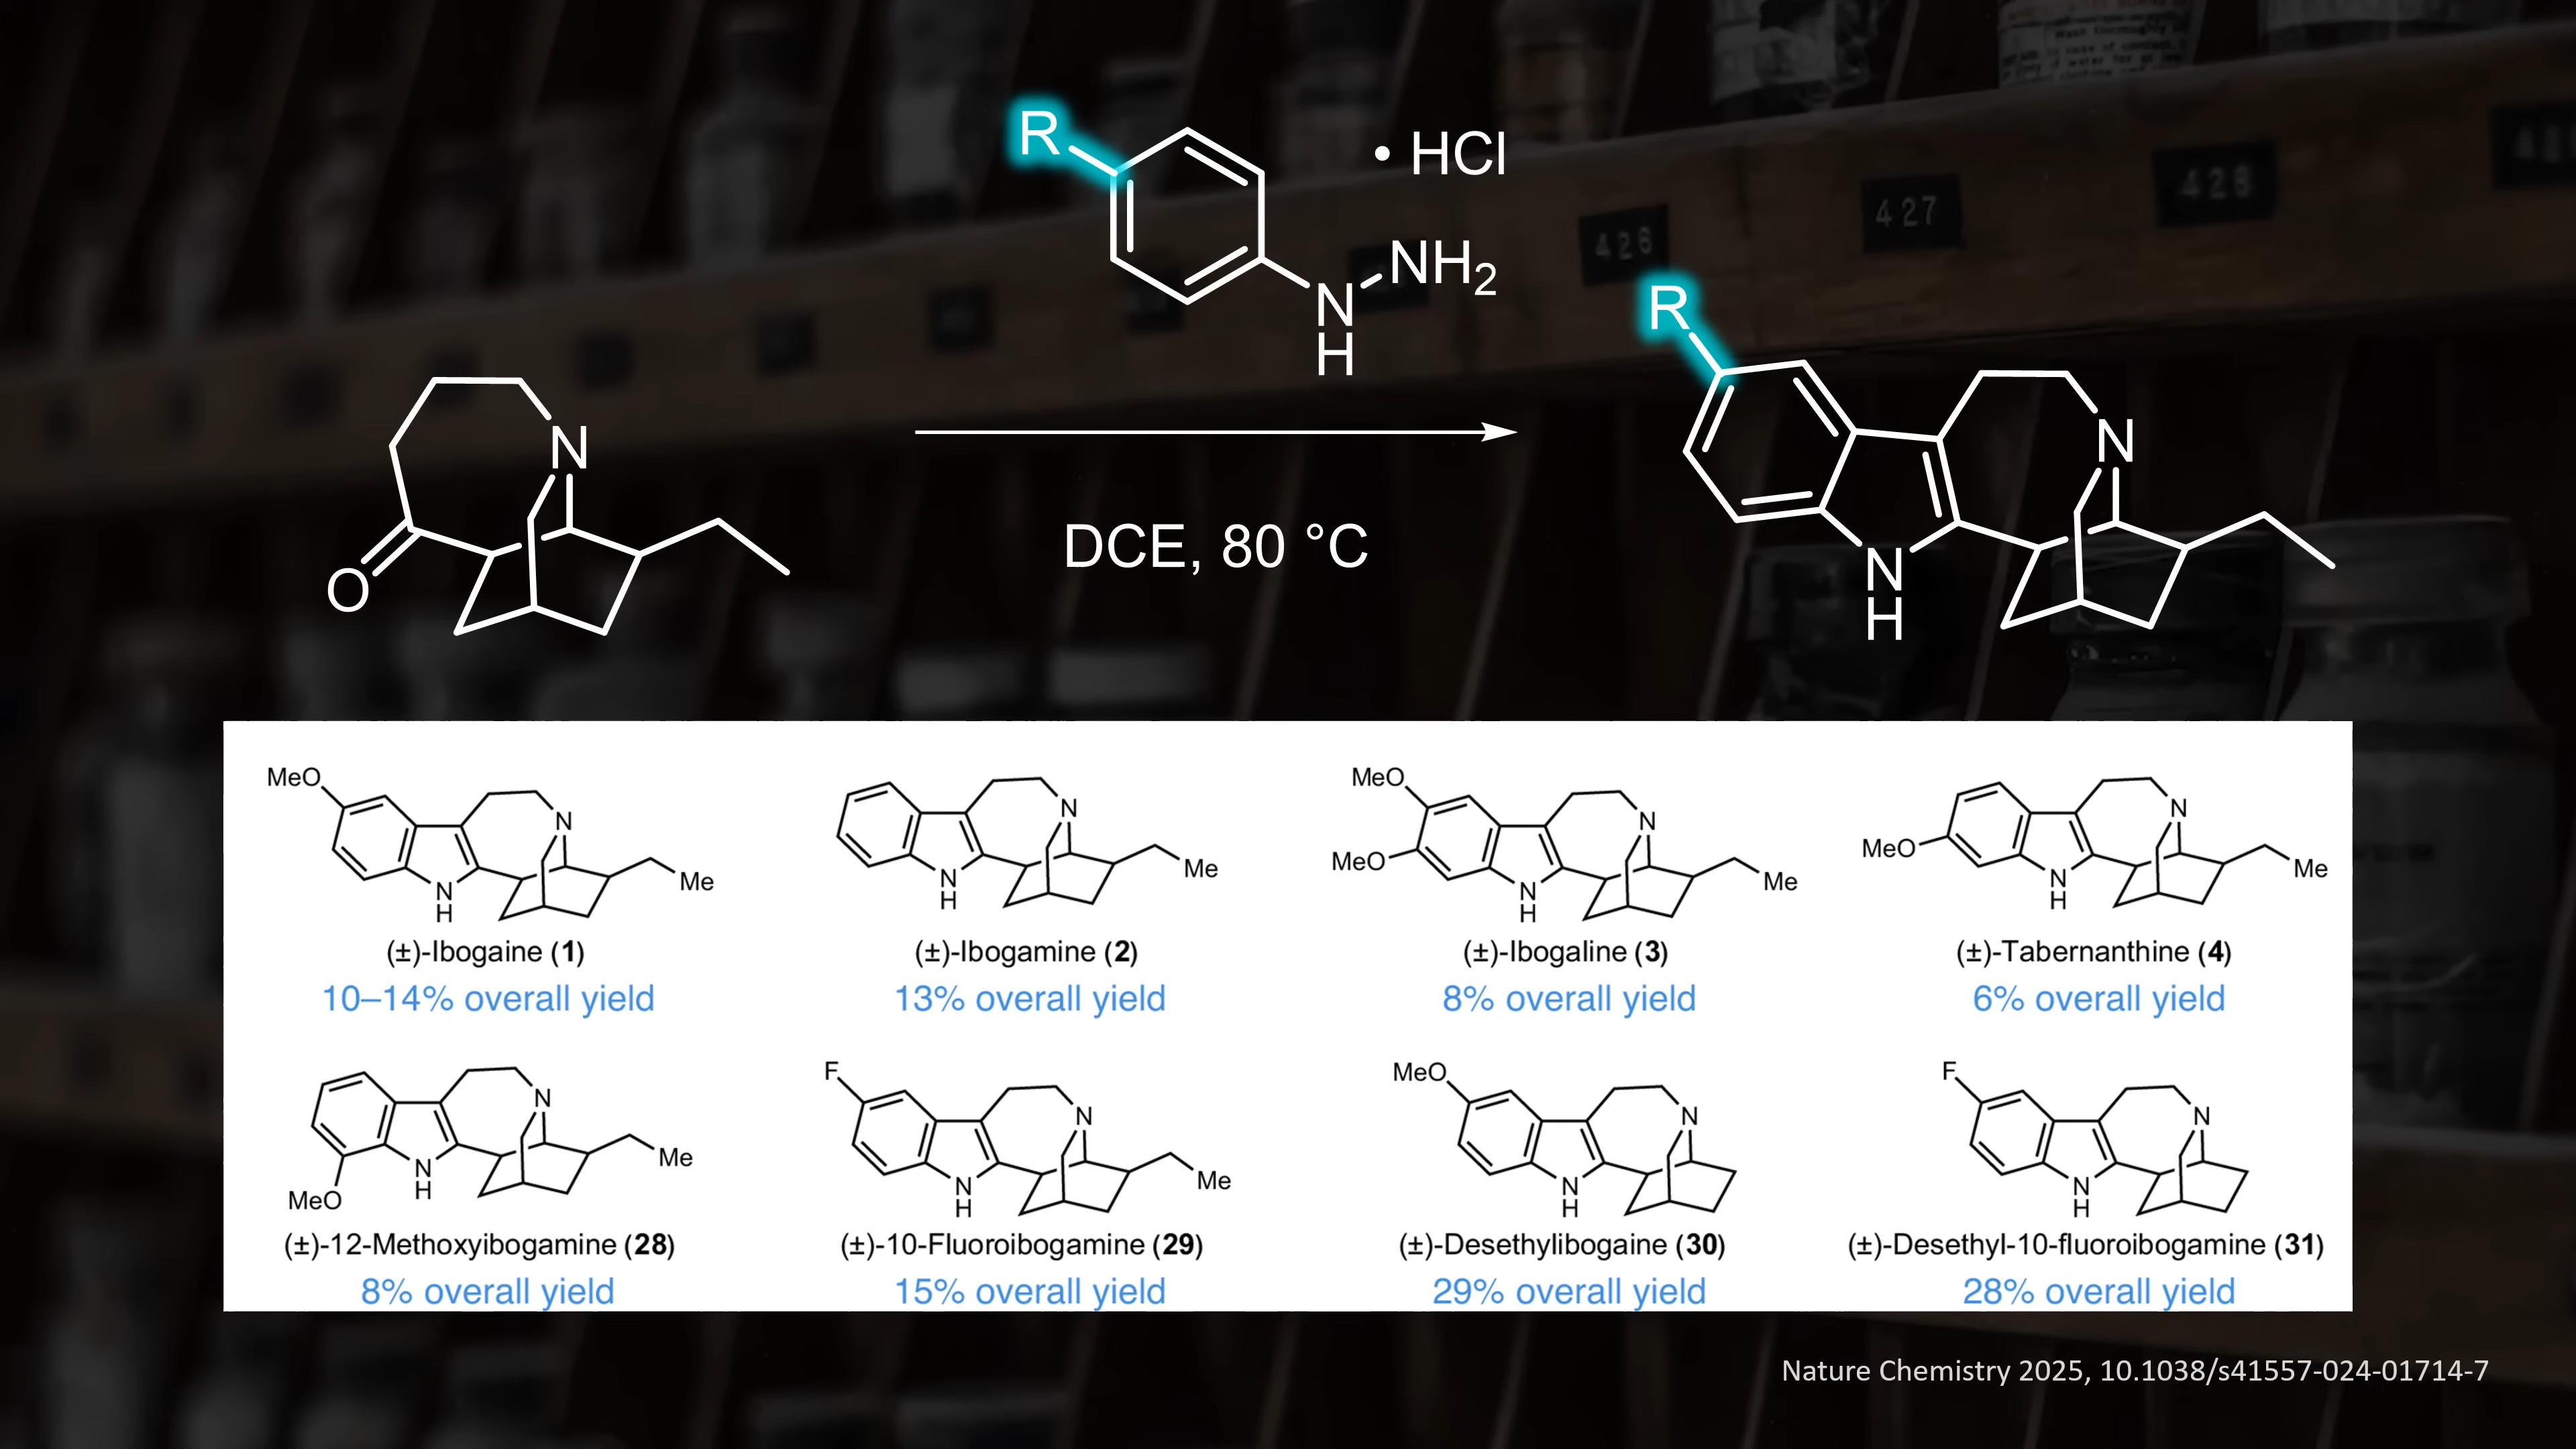 R
• HCl
NH2
N
H
N
O
DCE, 80 °C
R
N
N
H
426
427
428
MeO
N
N
H
Me
(±)-Ibogaine (1)
10–14% overall yield
N
N
H
Me
(±)-Ibogamine (2)
13% overall yield
MeO
MeO
N
N
H
Me
(±)-Ibogaline (3)
8% overall yield
MeO
N
N
H
Me
(±)-Tabernanthine (4)
6% overall yield
MeO
N
N
H
Me
(±)-12-Methoxyibogamine (28)
8% overall yield
F
N
N
H
Me
(±)-10-Fluoroibogamine (29)
15% overall yield
MeO
N
N
H
(±)-Desethylibogaine (30)
29% overall yield
F
N
N
H
(±)-Desethyl-10-fluoroibogamine (31)
28% overall yield
Nature Chemistry 2025, 10.1038/s41557-024-01714-7